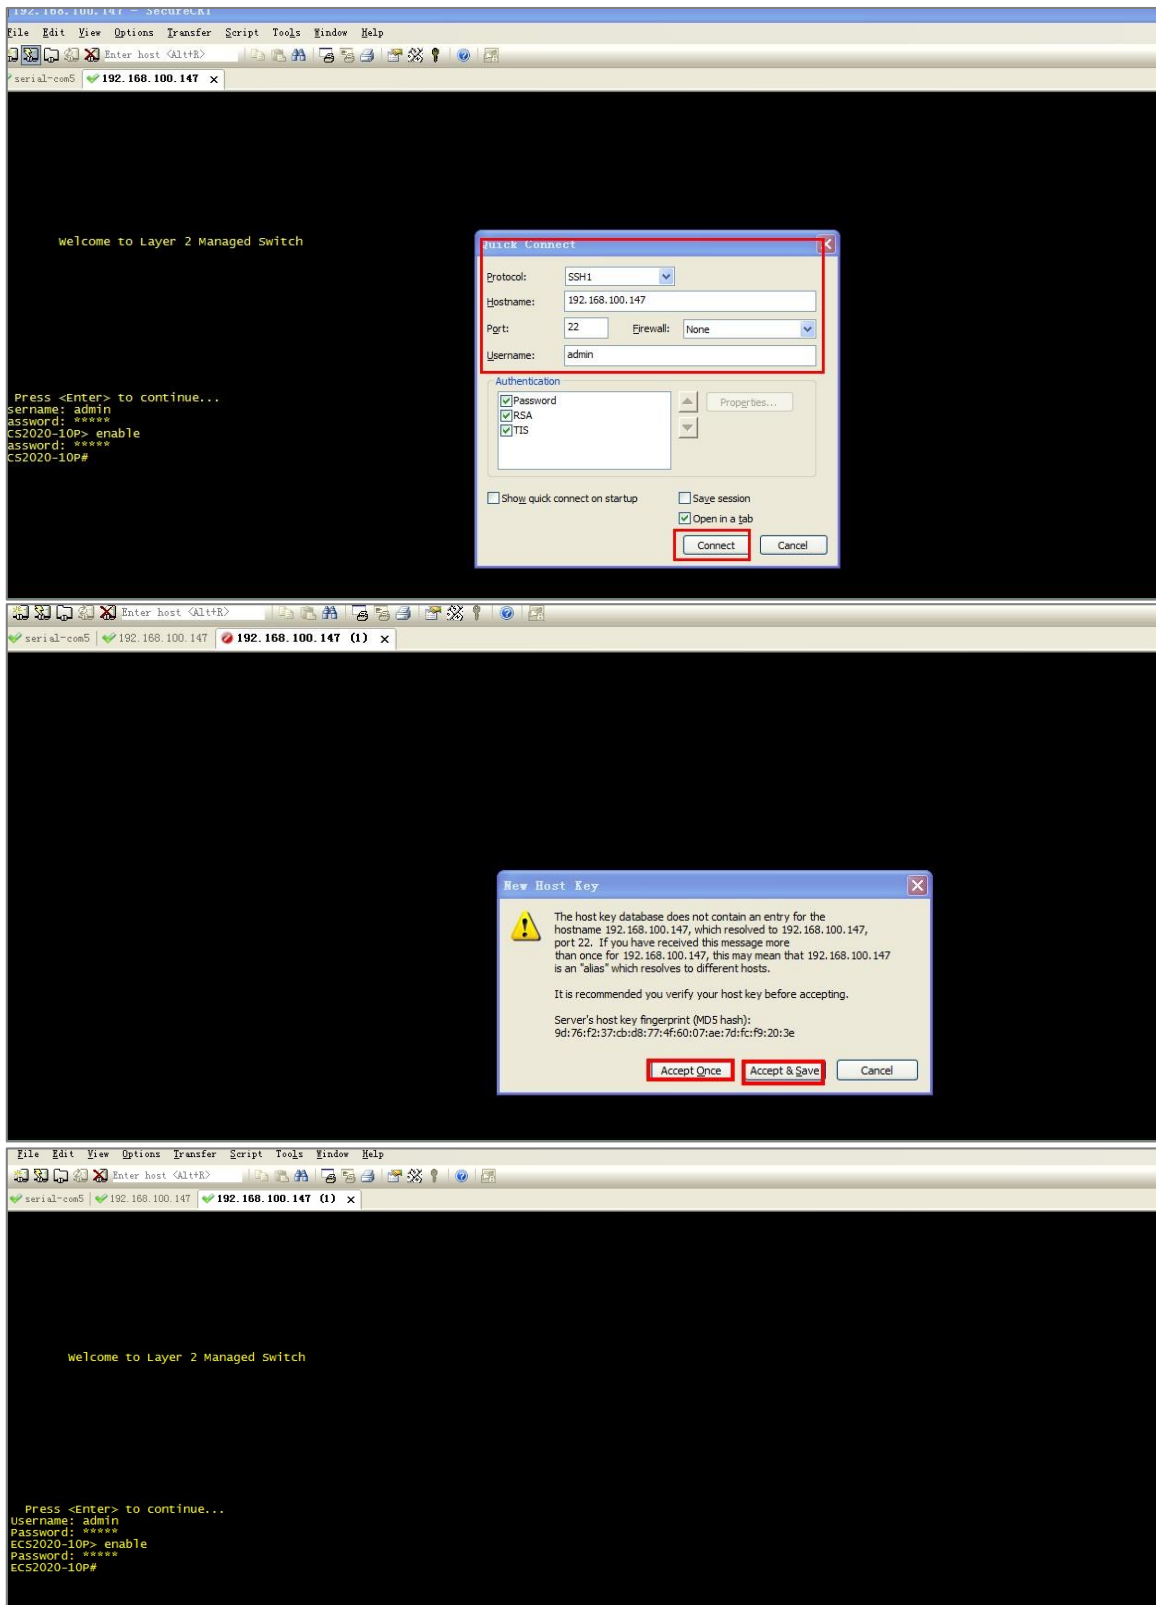 192.168.100.147 - SecureCRT
File Edit View Options Transfer Script Tools Window Help
Enter host <Alt+R>
serial-com5 192.168.100.147 x
Welcome to Layer 2 Managed Switch
Press <Enter> to continue...
sername: admin
assword: *****
CS2020-10P> enable
assword: *****
CS2020-10P#
Quick Connect
Protocol: SSH1
Hostname: 192.168.100.147
Port: 22 Firewall: None
Username: admin
Authentication
Password
RSA
TIS
Properties...
Show quick connect on startup
Save session
Open in a tab
Connect Cancel
Enter host <Alt+R>
serial-com5 192.168.100.147 192.168.100.147 (1) x
New Host Key
The host key database does not contain an entry for the
hostname 192.168.100.147, which resolved to 192.168.100.147,
port 22. If you have received this message more
than once for 192.168.100.147, this may mean that 192.168.100.147
is an "alias" which resolves to different hosts.
It is recommended you verify your host key before accepting.
Server's host key fingerprint (MD5 hash):
9d:76:f2:37:cb:d8:77:4f:60:07:ae:7d:fc:f9:20:3e
Accept Once Accept & Save Cancel
File Edit View Options Transfer Script Tools Window Help
Enter host <Alt+R>
serial-com5 192.168.100.147 192.168.100.147 (1) x
Welcome to Layer 2 Managed Switch
Press <Enter> to continue...
Username: admin
Password: *****
ECS2020-10P> enable
Password: *****
ECS2020-10P#